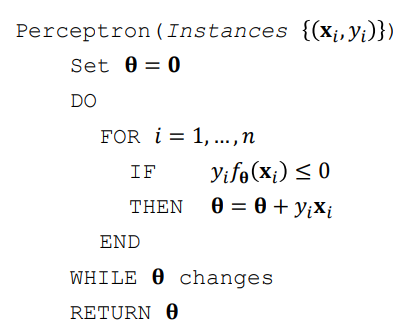 Perceptron(Instances {(𝐱ᵢ, yᵢ)})
Set 𝛉 = 𝟎
DO
FOR i = 1, …, n
IF yᵢf_𝛉(𝐱ᵢ) ≤ 0
THEN 𝛉 = 𝛉 + yᵢ𝐱ᵢ
END
WHILE 𝛉 changes
RETURN 𝛉